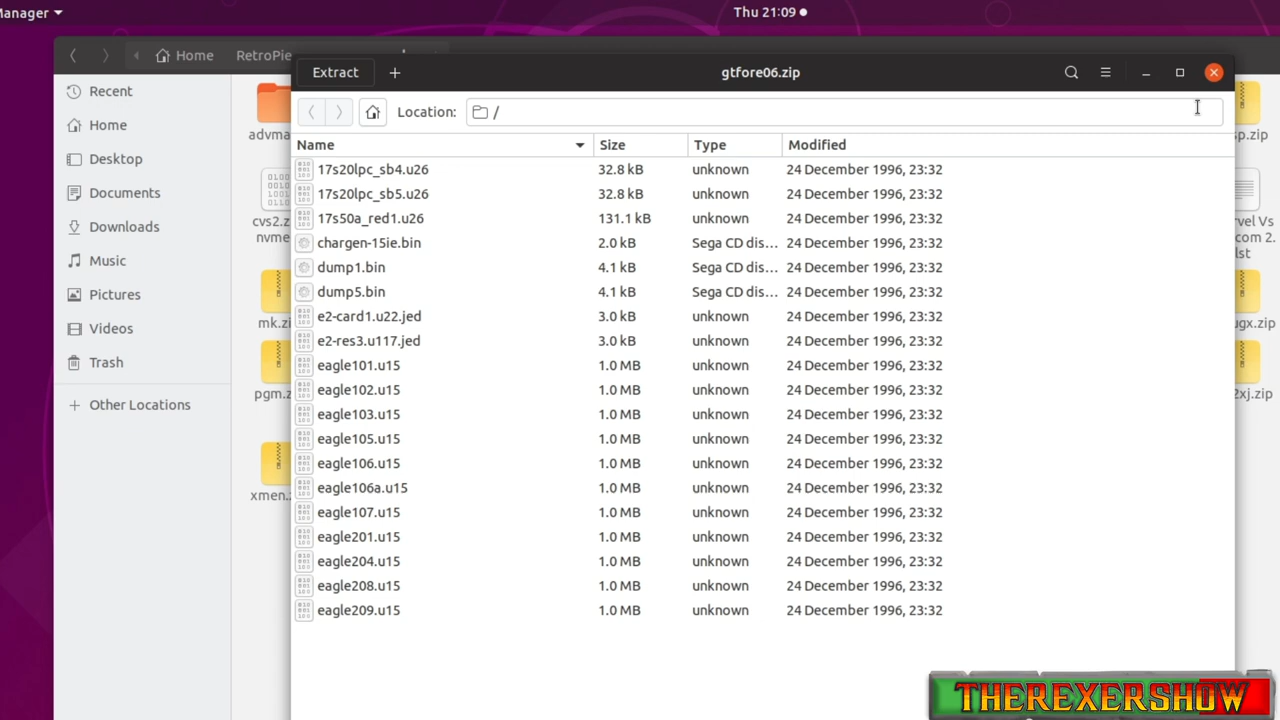 Manager
Thu 21:09
Home
RetroPie
Extract
gtfore06.zip
Recent
Home
Desktop
Documents
Downloads
Music
Pictures
Videos
Trash
Other Locations
advma
cvs2.
nvme
mk.zi
pgm.z
xmen.z
Location: /
Name Size Type Modified
17s20lpc_sb4.u26 32.8 kB unknown 24 December 1996, 23:32
17s20lpc_sb5.u26 32.8 kB unknown 24 December 1996, 23:32
17s50a_red1.u26 131.1 kB unknown 24 December 1996, 23:32
chargen-15ie.bin 2.0 kB Sega CD dis... 24 December 1996, 23:32
dump1.bin 4.1 kB Sega CD dis... 24 December 1996, 23:32
dump5.bin 4.1 kB Sega CD dis... 24 December 1996, 23:32
e2-card1.u22.jed 3.0 kB unknown 24 December 1996, 23:32
e2-res3.u117.jed 3.0 kB unknown 24 December 1996, 23:32
eagle101.u15 1.0 MB unknown 24 December 1996, 23:32
eagle102.u15 1.0 MB unknown 24 December 1996, 23:32
eagle103.u15 1.0 MB unknown 24 December 1996, 23:32
eagle105.u15 1.0 MB unknown 24 December 1996, 23:32
eagle106.u15 1.0 MB unknown 24 December 1996, 23:32
eagle106a.u15 1.0 MB unknown 24 December 1996, 23:32
eagle107.u15 1.0 MB unknown 24 December 1996, 23:32
eagle201.u15 1.0 MB unknown 24 December 1996, 23:32
eagle204.u15 1.0 MB unknown 24 December 1996, 23:32
eagle208.u15 1.0 MB unknown 24 December 1996, 23:32
eagle209.u15 1.0 MB unknown 24 December 1996, 23:32
sp.zip
rvel Vs
com 2.
lst
ugx.zip
2xj.zip
THEREXERSHOW